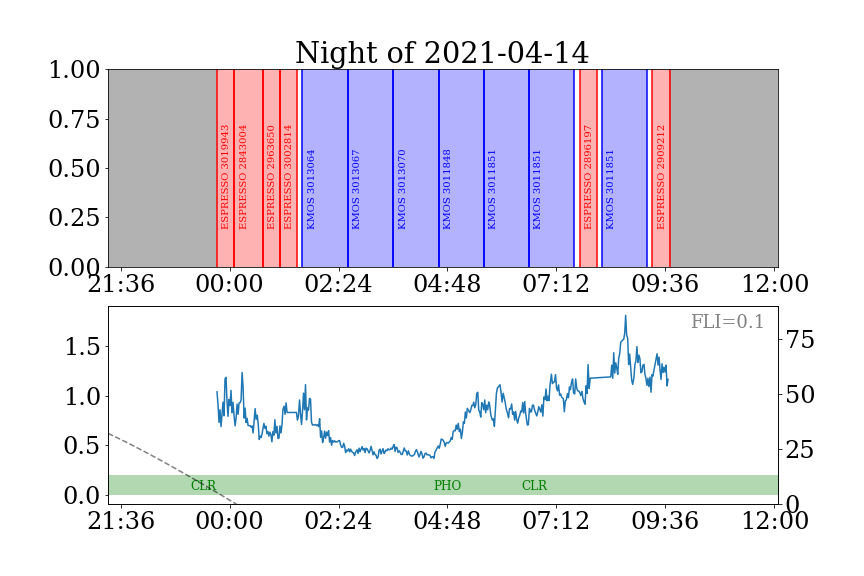 Night of 2021-04-14
1.00
0.75
0.50
0.25
0.00
ESPRESSO 3019943
ESPRESSO 2843004
ESPRESSO 2963650
ESPRESSO 3002814
KMOS 3013064
KMOS 3013067
KMOS 3013070
KMOS 3011848
KMOS 3011851
KMOS 3011851
ESPRESSO 2896197
KMOS 3011851
ESPRESSO 2909212
21:36 00:00 02:24 04:48 07:12 09:36 12:00
FLI=0.1
1.5
1.0
0.5
0.0
75
50
25
0
CLR PHO CLR
21:36 00:00 02:24 04:48 07:12 09:36 12:00